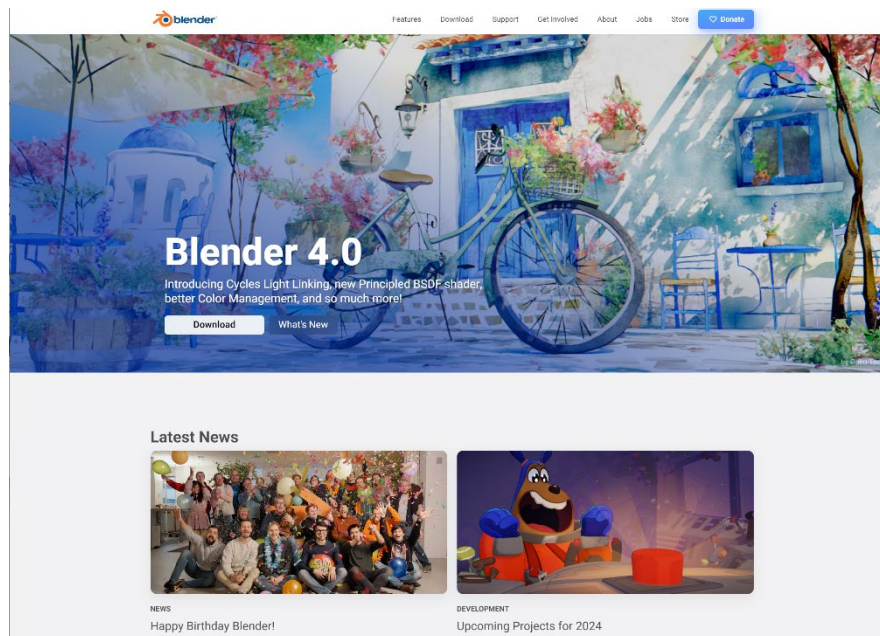 blender
Features Download Support Get Involved About Jobs Store Donate
Blender 4.0
Introducing Cycles Light Linking, new Principled BSDF shader,
better Color Management, and so much more!
Download What's New
by
Latest News
NEWS
Happy Birthday Blender!
DEVELOPMENT
Upcoming Projects for 2024